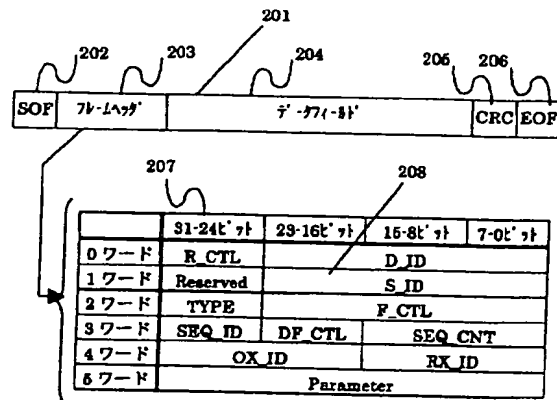 201
202 203 204 205 206
SOF フレームヘッダ データフィールド CRC EOF
207 208
31-24ビット 23-16ビット 15-8ビット 7-0ビット
0 ワード R_CTL D_ID
1 ワード Reserved S_ID
2 ワード TYPE F_CTL
3 ワード SEQ_ID DF_CTL SEQ_CNT
4 ワード OX_ID RX_ID
5 ワード Parameter